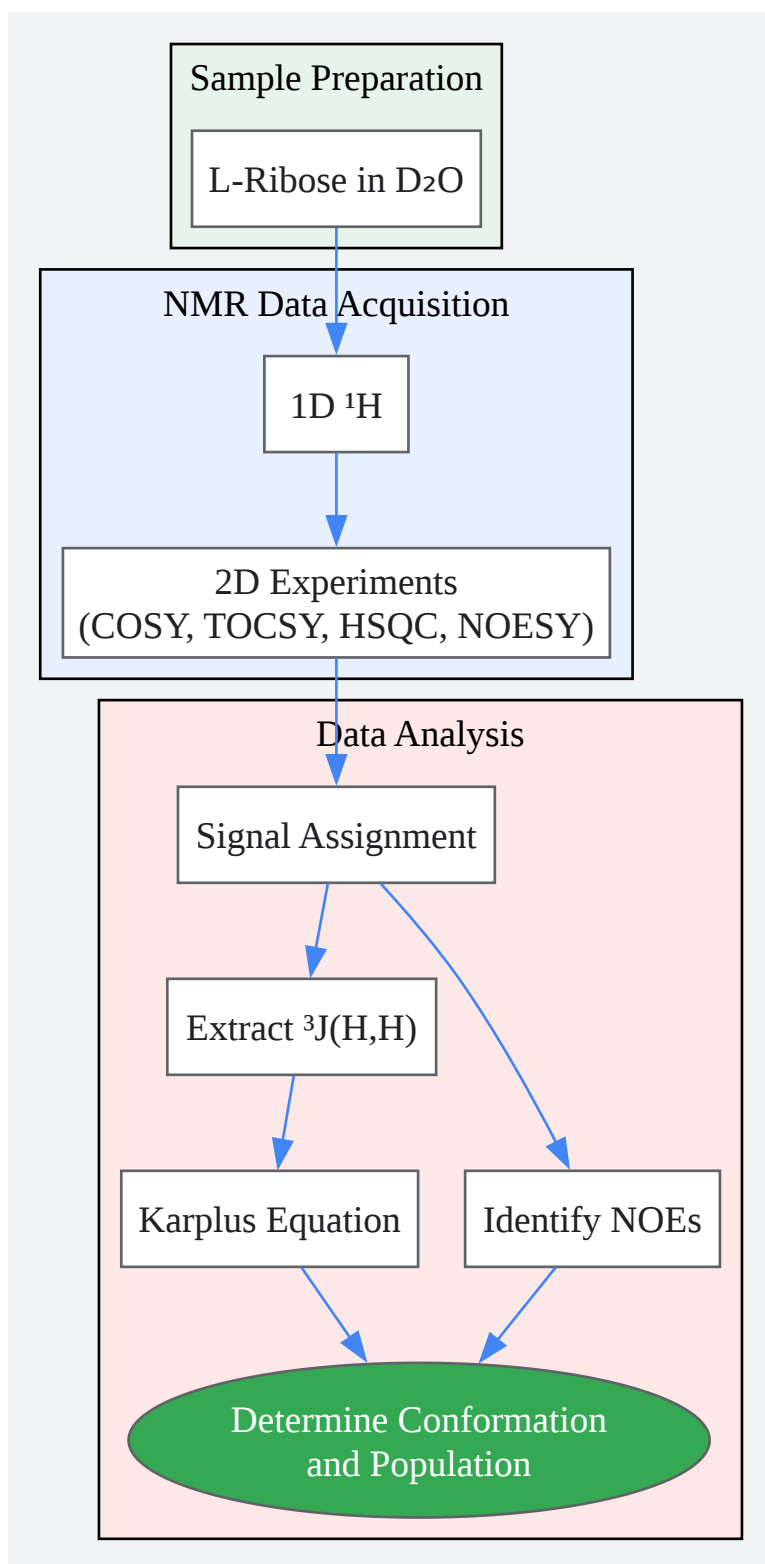 Sample Preparation
L-Ribose in D₂O
NMR Data Acquisition
1D ¹H
2D Experiments
(COSY, TOCSY, HSQC, NOESY)
Data Analysis
Signal Assignment
Extract ³J(H,H)
Karplus Equation
Identify NOEs
Determine Conformation
and Population